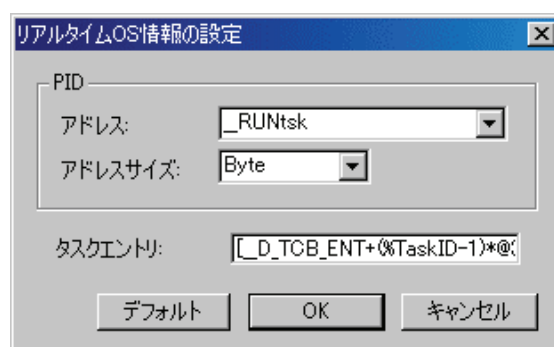 リアルタイムOS情報の設定
PID
アドレス: _RUNtsk
アドレスサイズ: Byte
タスクエントリ: [_D_TCB_ENT+(%TaskID-1)*@(
デフォルト OK キャンセル